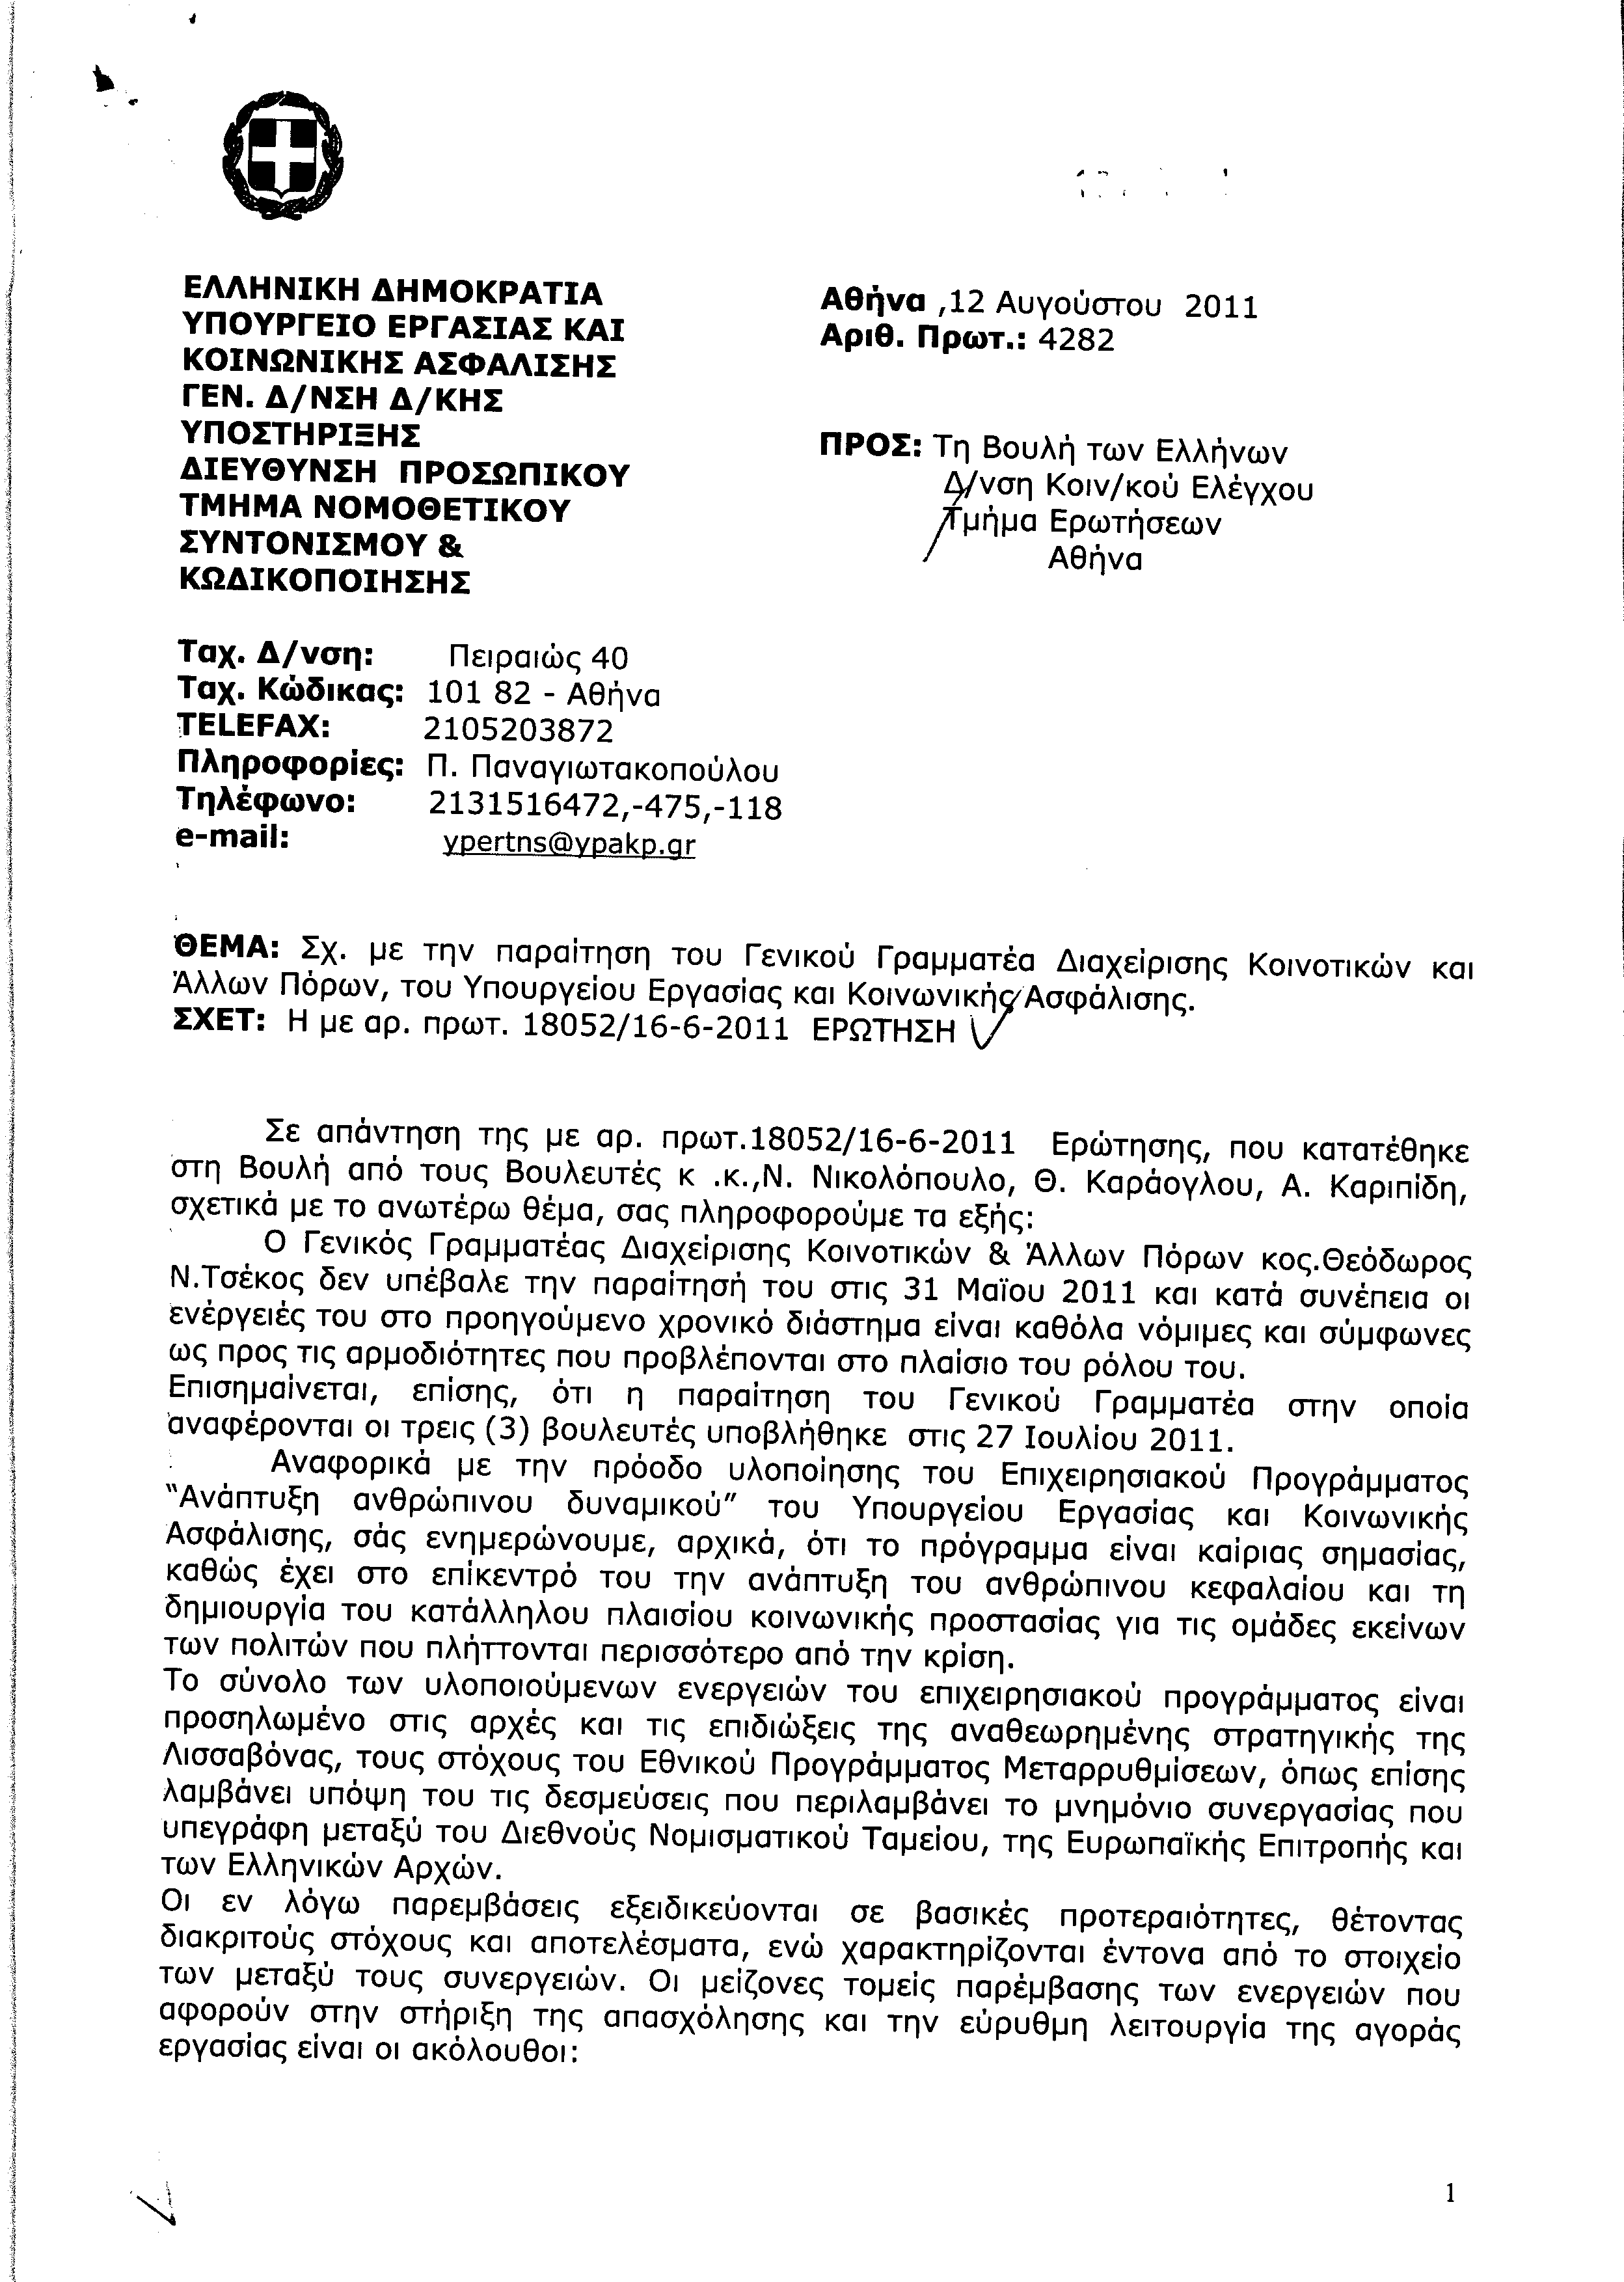 ΕΛΛΗΝΙΚΗ ΔΗΜΟΚΡΑΤΙΑ
ΥΠΟΥΡΓΕΙΟ ΕΡΓΑΣΙΑΣ ΚΑΙ
ΚΟΙΝΩΝΙΚΗΣ ΑΣΦΑΛΙΣΗΣ
ΓΕΝ. Δ/ΝΣΗ Δ/ΚΗΣ
ΥΠΟΣΤΗΡΙΞΗΣ
ΔΙΕΥΘΥΝΣΗ ΠΡΟΣΩΠΙΚΟΥ
ΤΜΗΜΑ ΝΟΜΟΘΕΤΙΚΟΥ
ΣΥΝΤΟΝΙΣΜΟΥ &
ΚΩΔΙΚΟΠΟΙΗΣΗΣ
Αθήνα ,12 Αυγούστου 2011
Αριθ. Πρωτ.: 4282
ΠΡΟΣ: Τη Βουλή των Ελλήνων
Δ/νση Κοιν/κού Ελέγχου
Τμήμα Ερωτήσεων
Αθήνα
Ταχ. Δ/νση: Πειραιώς 40
Ταχ. Κώδικας: 101 82 - Αθήνα
TELEFAX: 2105203872
Πληροφορίες: Π. Παναγιωτακοπούλου
Τηλέφωνο: 2131516472,-475,-118
e-mail: ypertns@ypakp.gr
ΘΕΜΑ: Σχ. με την παραίτηση του Γενικού Γραμματέα Διαχείρισης Κοινοτικών και
Άλλων Πόρων, του Υπουργείου Εργασίας και Κοινωνικής Ασφάλισης.
ΣΧΕΤ: Η με αρ. πρωτ. 18052/16-6-2011 ΕΡΩΤΗΣΗ
Σε απάντηση της με αρ. πρωτ.18052/16-6-2011 Ερώτησης, που κατατέθηκε
στη Βουλή από τους Βουλευτές κ .κ.,Ν. Νικολόπουλο, Θ. Καράογλου, Α. Καριπίδη,
σχετικά με το ανωτέρω θέμα, σας πληροφορούμε τα εξής:
Ο Γενικός Γραμματέας Διαχείρισης Κοινοτικών & Άλλων Πόρων κος.Θεόδωρος
Ν.Τσέκος δεν υπέβαλε την παραίτησή του στις 31 Μαΐου 2011 και κατά συνέπεια οι
ενέργειές του στο προηγούμενο χρονικό διάστημα είναι καθόλα νόμιμες και σύμφωνες
ως προς τις αρμοδιότητες που προβλέπονται στο πλαίσιο του ρόλου του.
Επισημαίνεται, επίσης, ότι η παραίτηση του Γενικού Γραμματέα στην οποία
αναφέρονται οι τρεις (3) βουλευτές υποβλήθηκε στις 27 Ιουλίου 2011.
Αναφορικά με την πρόοδο υλοποίησης του Επιχειρησιακού Προγράμματος
"Ανάπτυξη ανθρώπινου δυναμικού" του Υπουργείου Εργασίας και Κοινωνικής
Ασφάλισης, σάς ενημερώνουμε, αρχικά, ότι το πρόγραμμα είναι καίριας σημασίας,
καθώς έχει στο επίκεντρό του την ανάπτυξη του ανθρώπινου κεφαλαίου και τη
δημιουργία του κατάλληλου πλαισίου κοινωνικής προστασίας για τις ομάδες εκείνων
των πολιτών που πλήττονται περισσότερο από την κρίση.
Το σύνολο των υλοποιούμενων ενεργειών του επιχειρησιακού προγράμματος είναι
προσηλωμένο στις αρχές και τις επιδιώξεις της αναθεωρημένης στρατηγικής της
Λισσαβόνας, τους στόχους του Εθνικού Προγράμματος Μεταρρυθμίσεων, όπως επίσης
λαμβάνει υπόψη του τις δεσμεύσεις που περιλαμβάνει το μνημόνιο συνεργασίας που
υπεγράφη μεταξύ του Διεθνούς Νομισματικού Ταμείου, της Ευρωπαϊκής Επιτροπής και
των Ελληνικών Αρχών.
Οι εν λόγω παρεμβάσεις εξειδικεύονται σε βασικές προτεραιότητες, θέτοντας
διακριτούς στόχους και αποτελέσματα, ενώ χαρακτηρίζονται έντονα από το στοιχείο
των μεταξύ τους συνεργειών. Οι μείζονες τομείς παρέμβασης των ενεργειών που
αφορούν στην στήριξη της απασχόλησης και την εύρυθμη λειτουργία της αγοράς
εργασίας είναι οι ακόλουθοι:
1